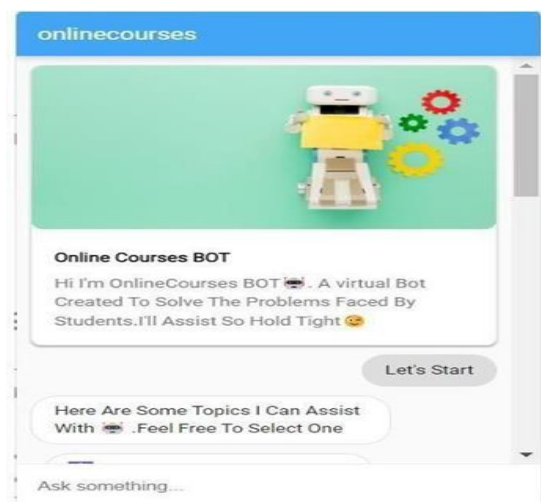 onlinecourses
Online Courses BOT
Hi I'm OnlineCourses BOT🤖. A virtual Bot
Created To Solve The Problems Faced By
Students.I'll Assist So Hold Tight 😉
Let's Start
Here Are Some Topics I Can Assist
With 🤖 .Feel Free To Select One
Ask something...